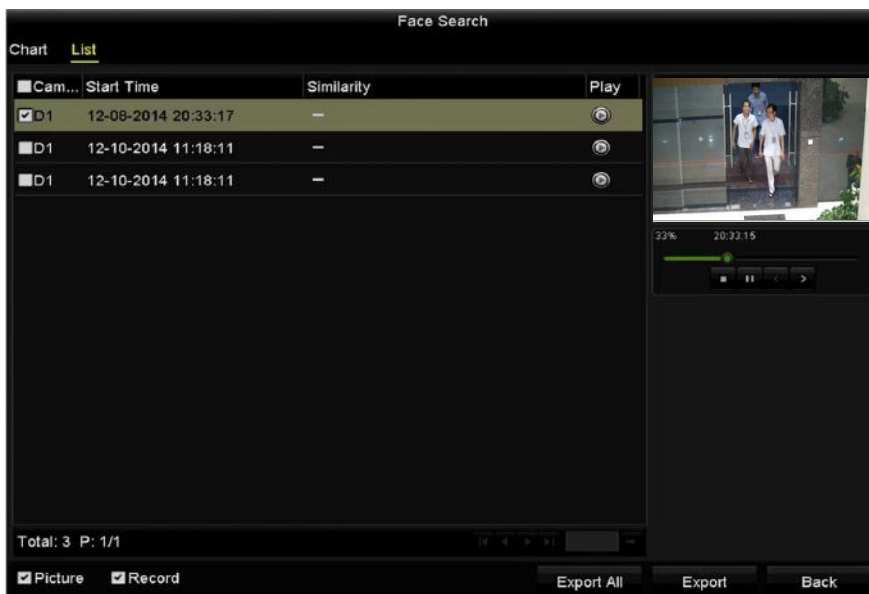 Face Search
Chart List
Cam... Start Time Similarity Play
D1 12-08-2014 20:33:17 —
D1 12-10-2014 11:18:11 —
D1 12-10-2014 11:18:11 —
33% 20:33:15
Total: 3 P: 1/1
Picture Record Export All Export Back